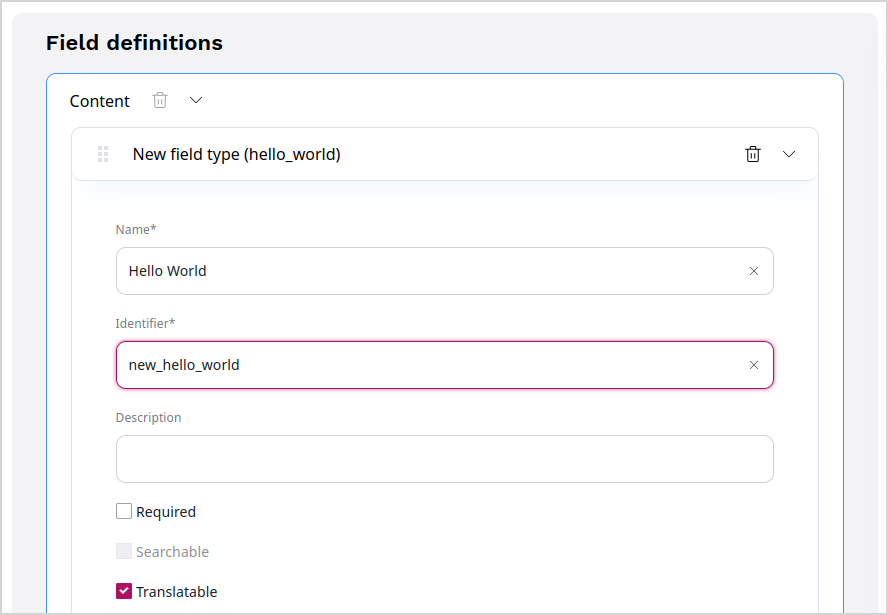 Field definitions
Content
New field type (hello_world)
Name*
Hello World
Identifier*
new_hello_world
Description
Required
Searchable
Translatable